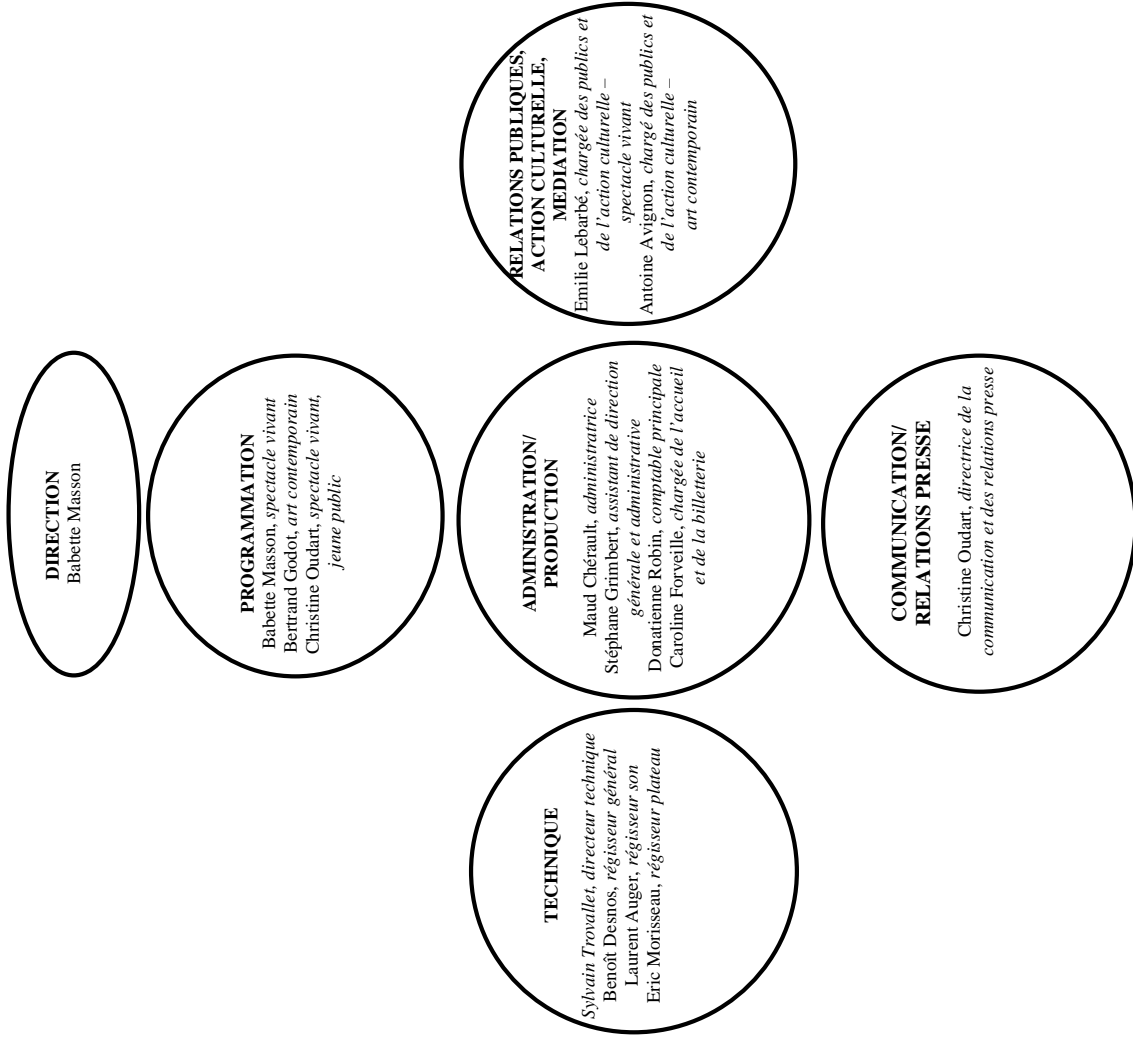 DIRECTION
Babette Masson
PROGRAMMATION
Babette Masson, spectacle vivant
Bertrand Godot, art contemporain
Christine Oudart, spectacle vivant,
jeune public
TECHNIQUE
Sylvain Trovallet, directeur technique
Benoît Desnos, régisseur général
Laurent Auger, régisseur son
Eric Morisseau, régisseur plateau
ADMINISTRATION/
PRODUCTION
Maud Chérault, administratrice
Stéphane Grimbert, assistant de direction
générale et administrative
Donatienne Robin, comptable principale
Caroline Forveille, chargée de l'accueil
et de la billetterie
RELATIONS PUBLIQUES,
ACTION CULTURELLE,
MEDIATION
Emilie Lebarbé, chargée des publics et
de l'action culturelle –
spectacle vivant
Antoine Avignon, chargé des publics et
de l'action culturelle –
art contemporain
COMMUNICATION/
RELATIONS PRESSE
Christine Oudart, directrice de la
communication et des relations presse